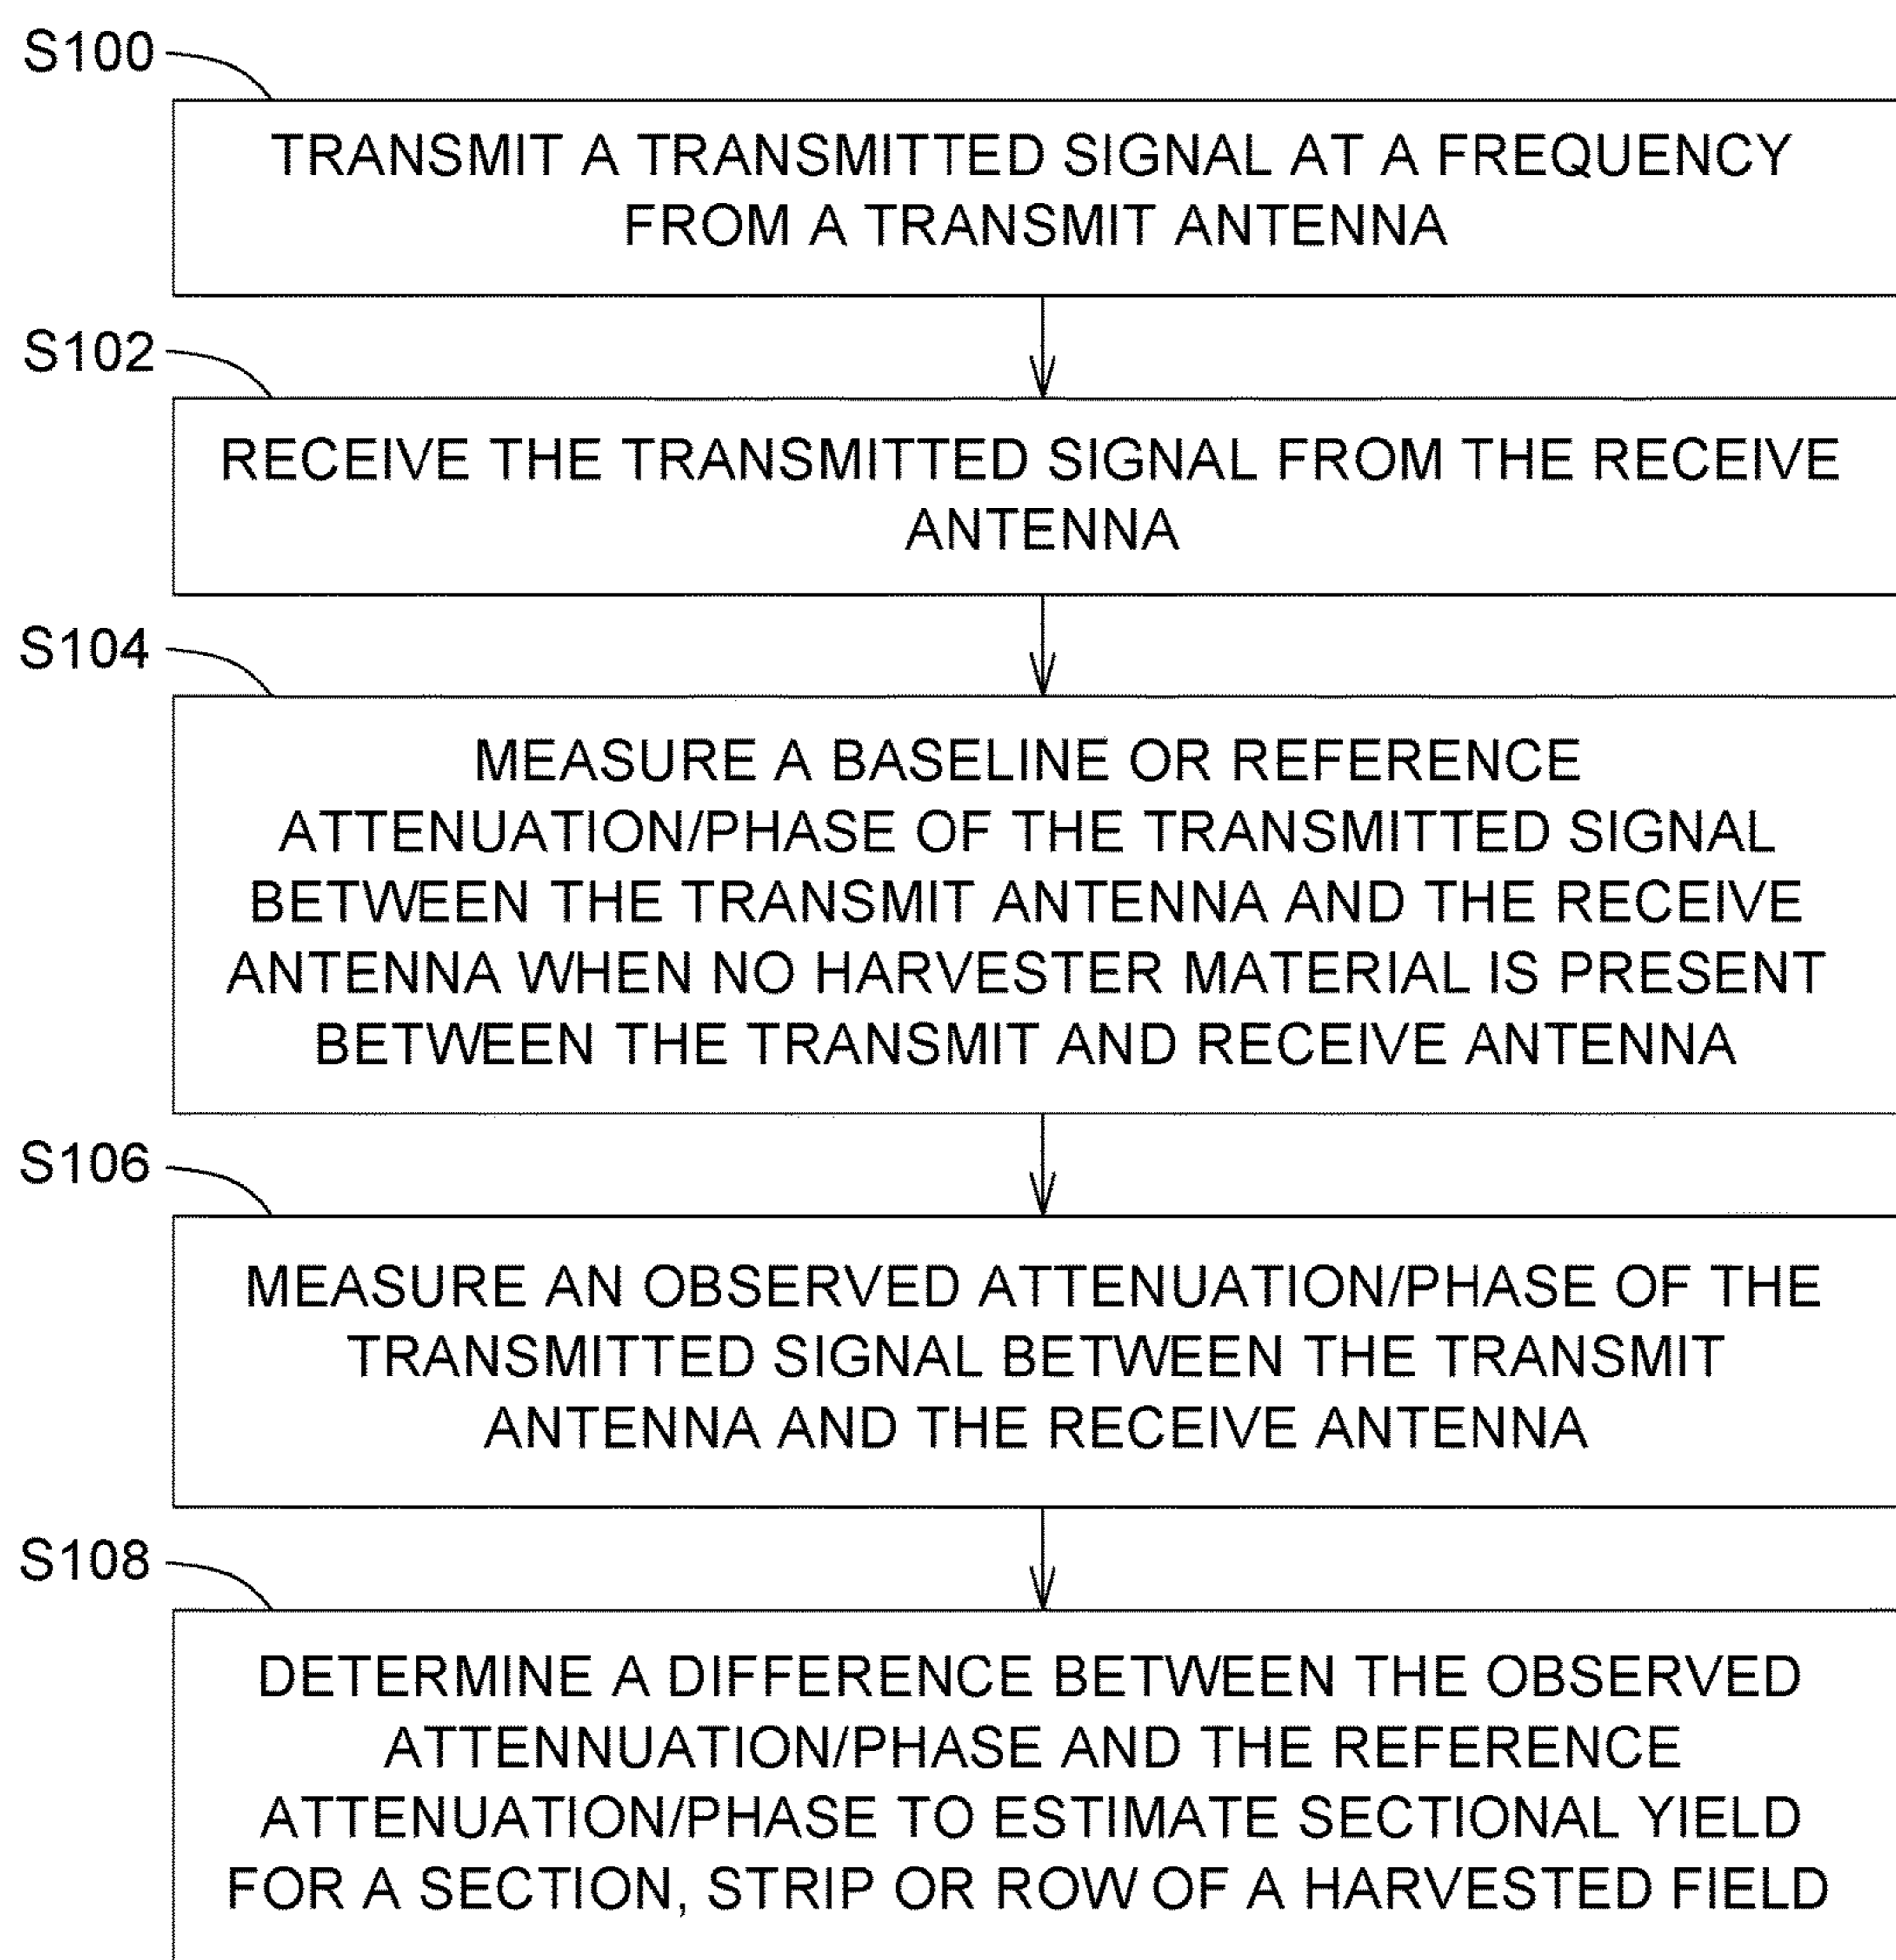 S100
TRANSMIT A TRANSMITTED SIGNAL AT A FREQUENCY
FROM A TRANSMIT ANTENNA
S102
RECEIVE THE TRANSMITTED SIGNAL FROM THE RECEIVE
ANTENNA
S104
MEASURE A BASELINE OR REFERENCE
ATTENUATION/PHASE OF THE TRANSMITTED SIGNAL
BETWEEN THE TRANSMIT ANTENNA AND THE RECEIVE
ANTENNA WHEN NO HARVESTER MATERIAL IS PRESENT
BETWEEN THE TRANSMIT AND RECEIVE ANTENNA
S106
MEASURE AN OBSERVED ATTENUATION/PHASE OF THE
TRANSMITTED SIGNAL BETWEEN THE TRANSMIT
ANTENNA AND THE RECEIVE ANTENNA
S108
DETERMINE A DIFFERENCE BETWEEN THE OBSERVED
ATTENNUATION/PHASE AND THE REFERENCE
ATTENUATION/PHASE TO ESTIMATE SECTIONAL YIELD
FOR A SECTION, STRIP OR ROW OF A HARVESTED FIELD